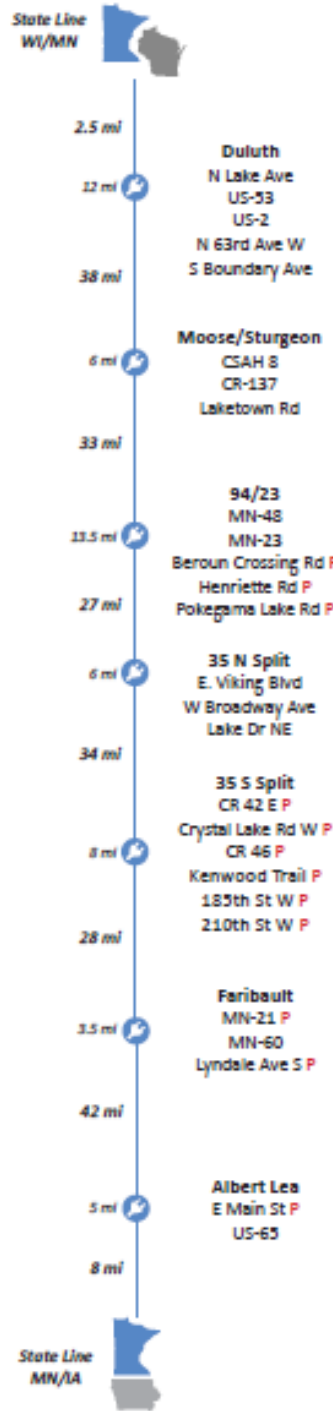 State Line
WI/MN
2.5 mi
12 mi
Duluth
N Lake Ave
US-53
US-2
N 63rd Ave W
S Boundary Ave
38 mi
6 mi
Moose/Sturgeon
CSAH 8
CR-137
Laketown Rd
33 mi
13.5 mi
94/23
MN-48
MN-23
Beroun Crossing Rd P
Henriette Rd P
Pokegama Lake Rd P
27 mi
6 mi
35 N Split
E. Viking Blvd
W Broadway Ave
Lake Dr NE
34 mi
8 mi
35 S Split
CR 42 E P
Crystal Lake Rd W P
CR 46 P
Kenwood Trail P
185th St W P
210th St W P
28 mi
3.5 mi
Faribault
MN-21 P
MN-60
Lyndale Ave S P
42 mi
5 mi
Albert Lea
E Main St P
US-65
8 mi
State Line
MN/IA